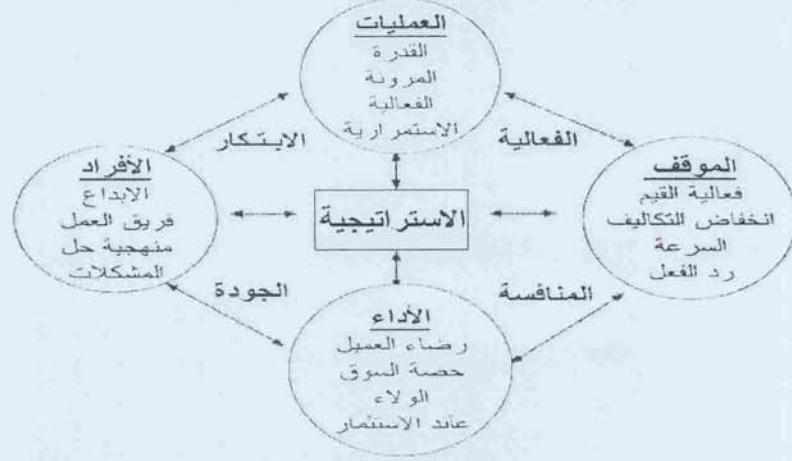 العمليات
القدرة
المرونة
الفعالية
الاستمرارية
الفعالية
الابتكار
الموقف
فعالية القيم
انخفاض التكاليف
السرعة
رد الفعل
الاستراتيجية
الأفراد
الإبداع
فريق العمل
منهجية حل
المشكلات
المنافسة
الجودة
الأداء
رضاء العميل
حصة السوق
الولاء
عائد الاستثمار